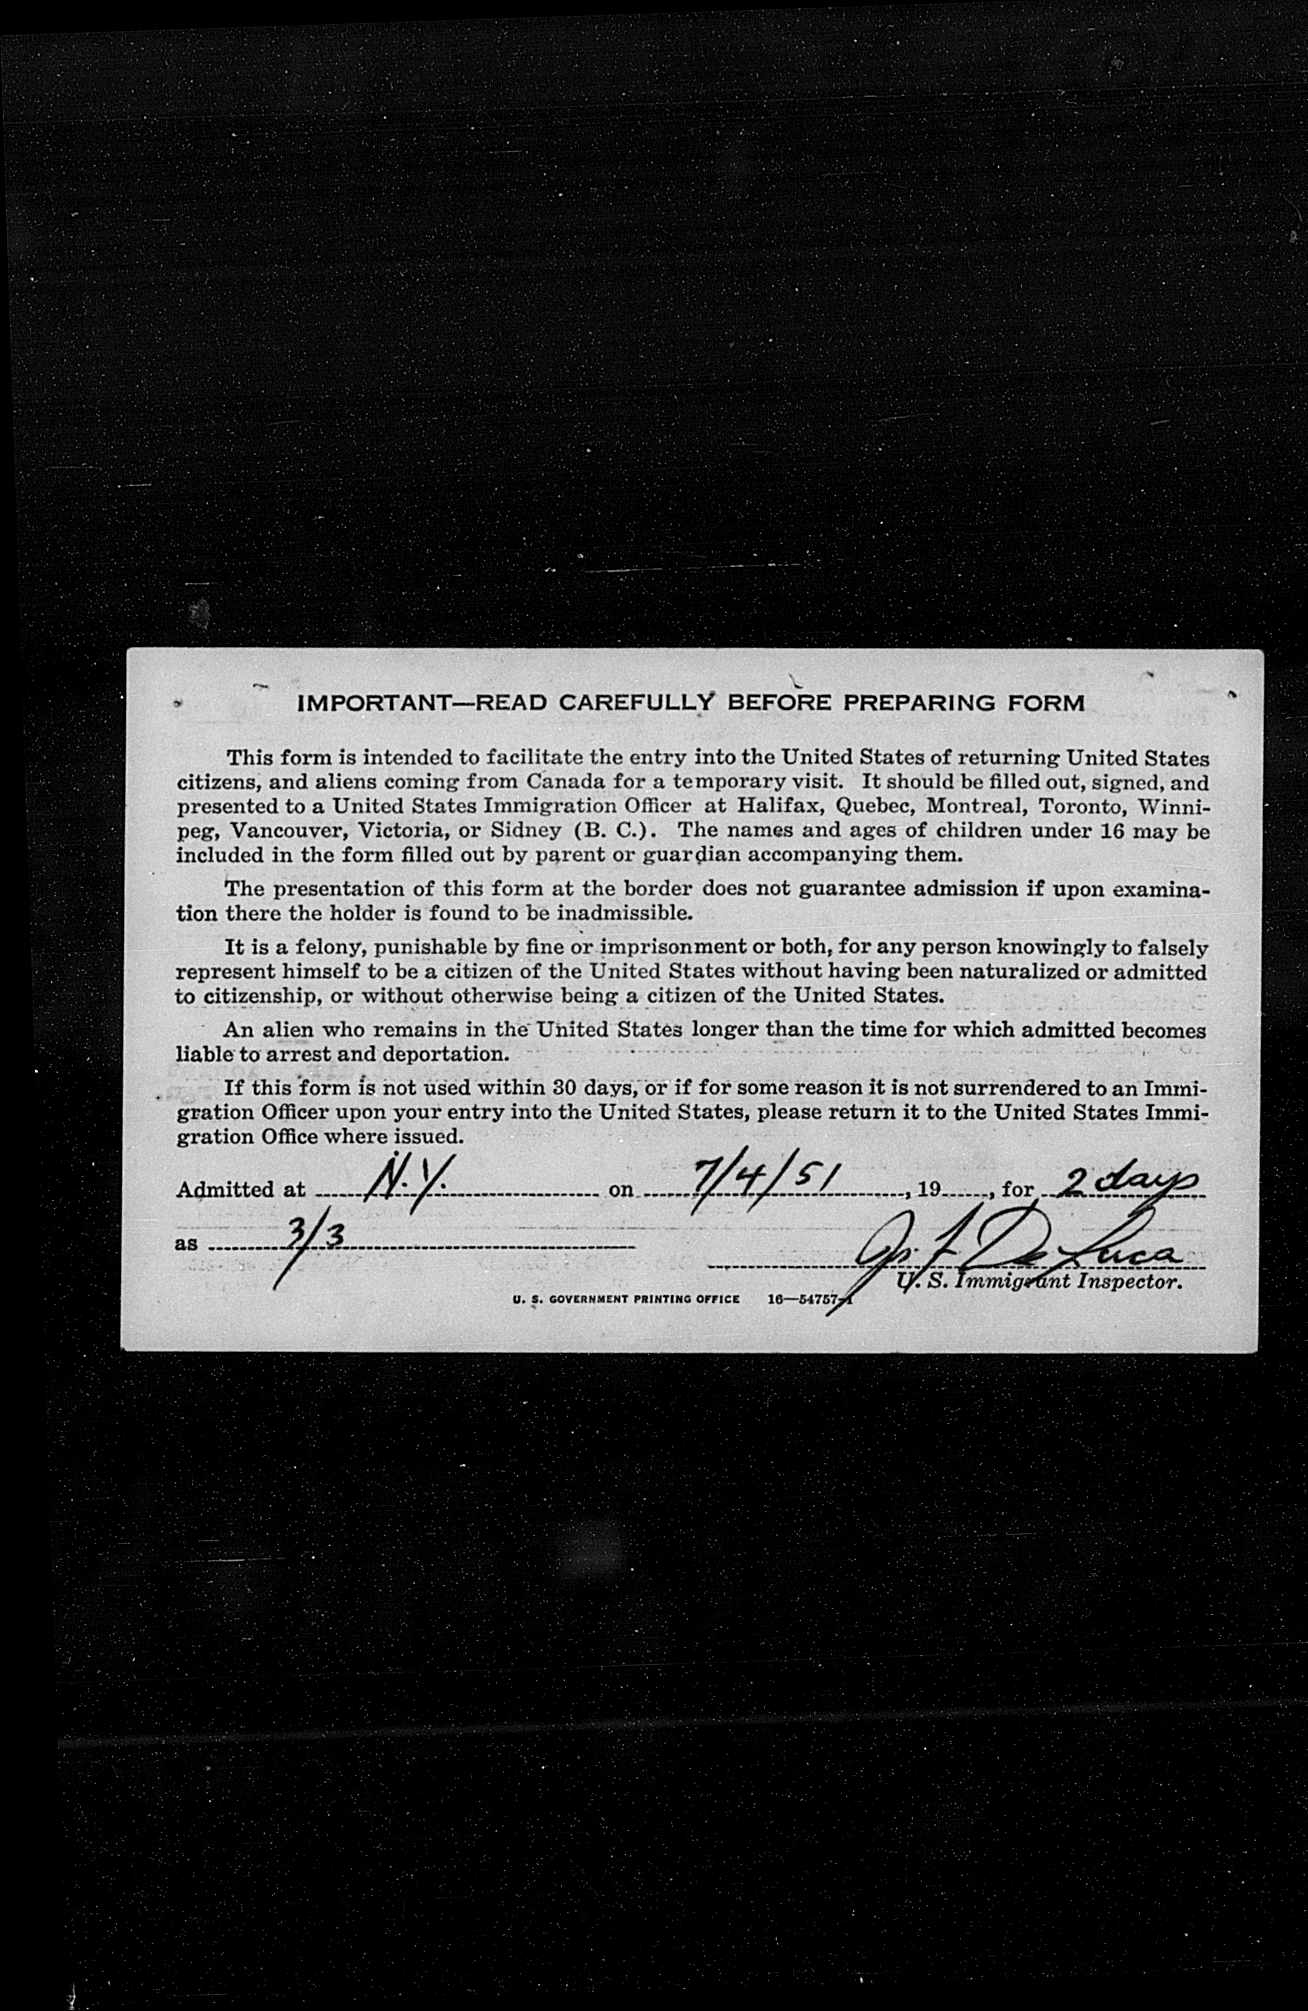 IMPORTANT—READ CAREFULLY BEFORE PREPARING FORM
This form is intended to facilitate the entry into the United States of returning United States
citizens, and aliens coming from Canada for a temporary visit. It should be filled out, signed, and
presented to a United States Immigration Officer at Halifax, Quebec, Montreal, Toronto, Winni-
peg, Vancouver, Victoria, or Sidney (B. C.). The names and ages of children under 16 may be
included in the form filled out by parent or guardian accompanying them.
The presentation of this form at the border does not guarantee admission if upon examina-
tion there the holder is found to be inadmissible.
It is a felony, punishable by fine or imprisonment or both, for any person knowingly to falsely
represent himself to be a citizen of the United States without having been naturalized or admitted
to citizenship, or without otherwise being a citizen of the United States.
An alien who remains in the United States longer than the time for which admitted becomes
liable to arrest and deportation.
If this form is not used within 30 days, or if for some reason it is not surrendered to an Immi-
gration Officer upon your entry into the United States, please return it to the United States Immi-
gration Office where issued.
Admitted at N.Y. on 7/4/51, 19, for 2 days
as 3/3 De Luca
U. S. Immigrant Inspector.
U. S. GOVERNMENT PRINTING OFFICE 16—54757-1